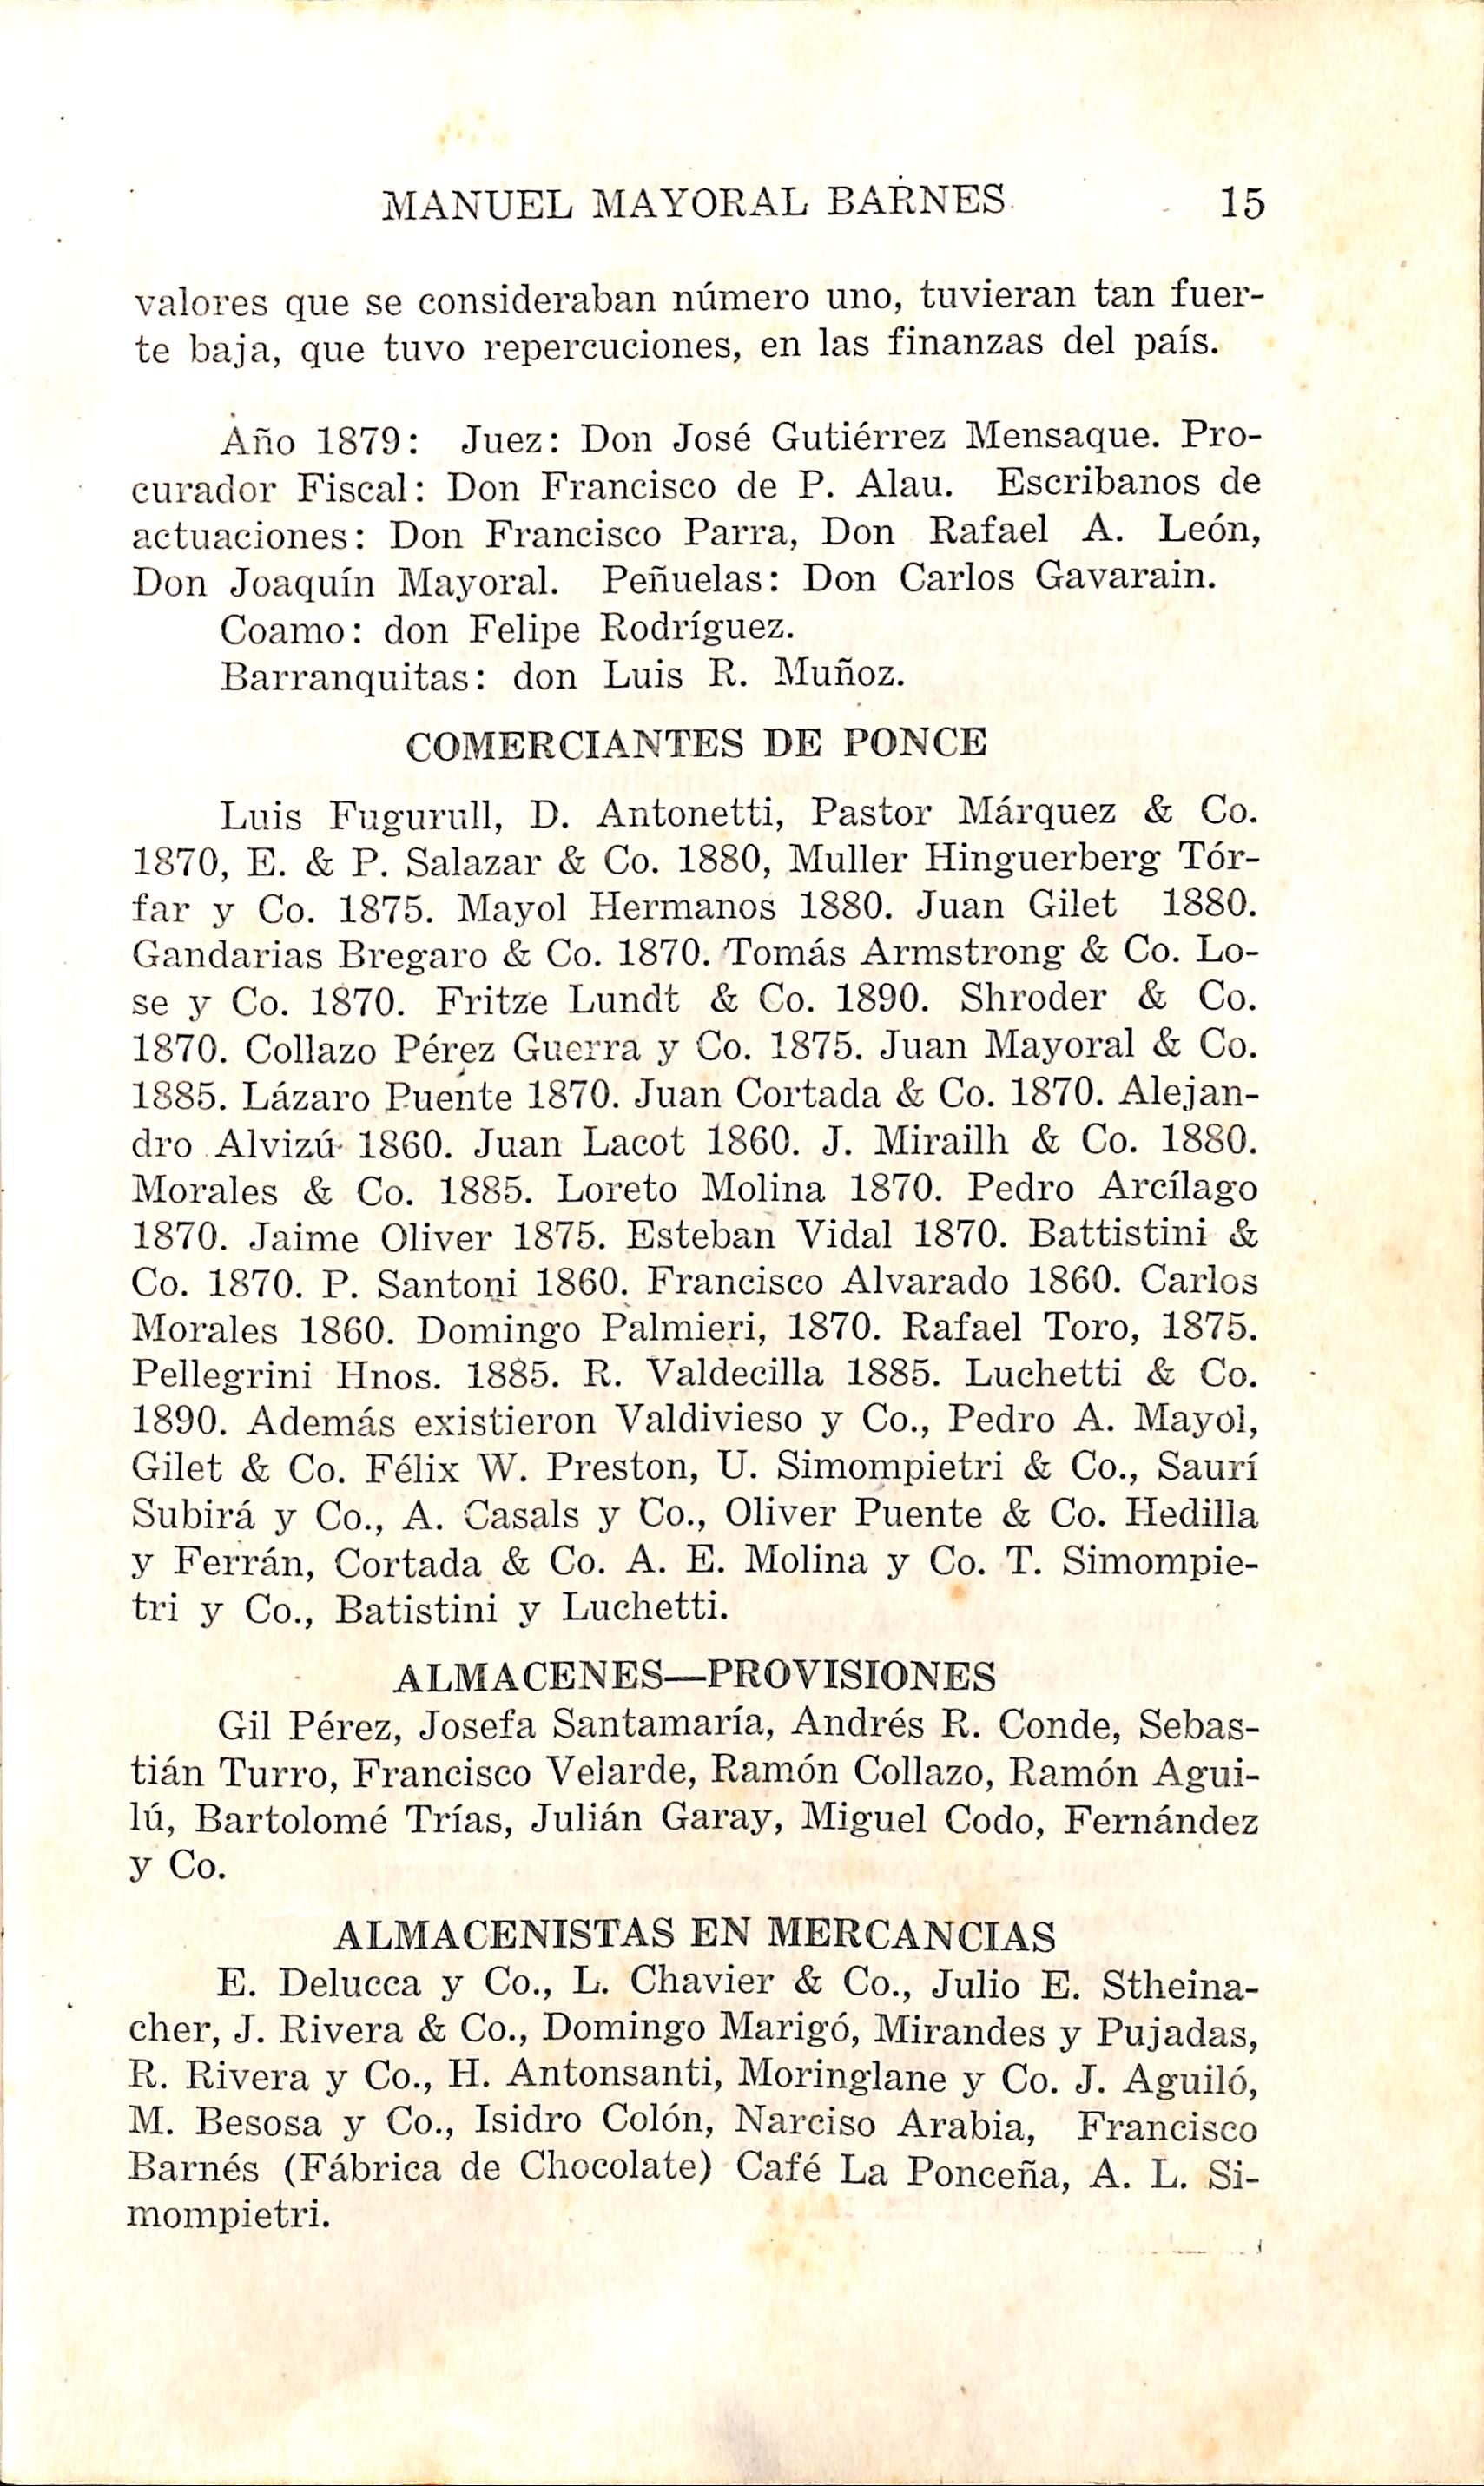 MANUEL MAYORAL BARNES 15
valores que se consideraban número uno, tuvieran tan fuer-
te baja, que tuvo repercuciones, en las finanzas del país.
Año 1879: Juez: Don José Gutiérrez Mensaque. Pro-
curador Fiscal: Don Francisco de P. Alau. Escribanos de
actuaciones: Don Francisco Parra, Don Rafael A. León,
Don Joaquín Mayoral. Peñuelas: Don Carlos Gavarain.
Coamo: don Felipe Rodríguez.
Barranquitas: don Luis R. Muñoz.
COMERCIANTES DE PONCE
Luis Fugurull, D. Antonetti, Pastor Márquez & Co.
1870, E. & P. Salazar & Co. 1880, Muller Hinguerberg Tór-
far y Co. 1875. Mayol Hermanos 1880. Juan Gilet 1880.
Gandarias Bregaro & Co. 1870. Tomás Armstrong & Co. Lo-
se y Co. 1870. Fritze Lundt & Co. 1890. Shroder & Co.
1870. Collazo Pérez Guerra y Co. 1875. Juan Mayoral & Co.
1885. Lázaro Puente 1870. Juan Cortada & Co. 1870. Alejan-
dro Alvizú 1860. Juan Lacot 1860. J. Mirailh & Co. 1880.
Morales & Co. 1885. Loreto Molina 1870. Pedro Arcílago
1870. Jaime Oliver 1875. Esteban Vidal 1870. Battistini &
Co. 1870. P. Santoni 1860. Francisco Alvarado 1860. Carlos
Morales 1860. Domingo Palmieri, 1870. Rafael Toro, 1875.
Pellegrini Hnos. 1885. R. Valdecilla 1885. Luchetti & Co.
1890. Además existieron Valdivieso y Co., Pedro A. Mayol,
Gilet & Co. Félix W. Preston, U. Simompietri & Co., Saurí
Subirá y Co., A. Casals y Co., Oliver Puente & Co. Hedilla
y Ferrán, Cortada & Co. A. E. Molina y Co. T. Simompie-
tri y Co., Batistini y Luchetti.
ALMACENES—PROVISIONES
Gil Pérez, Josefa Santamaría, Andrés R. Conde, Sebas-
tián Turro, Francisco Velarde, Ramón Collazo, Ramón Agui-
lú, Bartolomé Trías, Julián Garay, Miguel Codo, Fernández
y Co.
ALMACENISTAS EN MERCANCIAS
E. Delucca y Co., L. Chavier & Co., Julio E. Stheina-
cher, J. Rivera & Co., Domingo Marigó, Mirandes y Pujadas,
R. Rivera y Co., H. Antonsanti, Moringlane y Co. J. Aguiló,
M. Besosa y Co., Isidro Colón, Narciso Arabia, Francisco
Barnés (Fábrica de Chocolate) Café La Ponceña, A. L. Si-
mompietri.